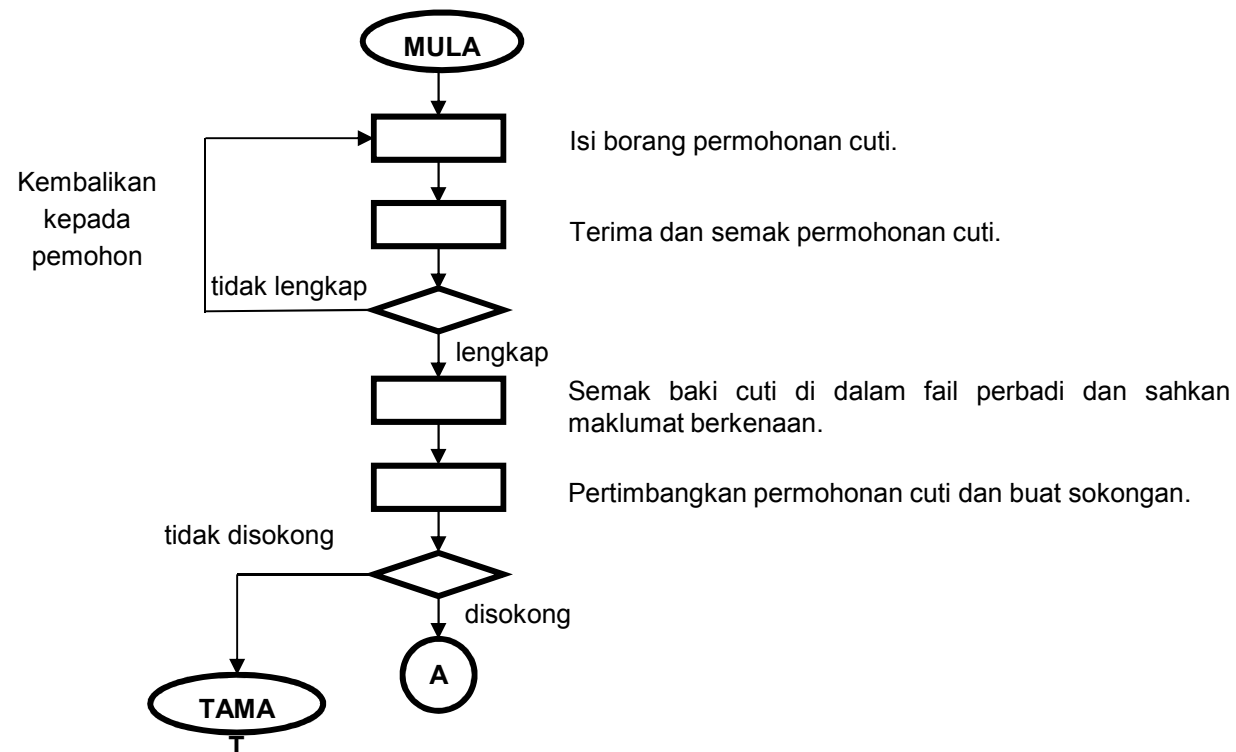 MULA
Isi borang permohonan cuti.
Kembalikan
kepada
pemohon
Terima dan semak permohonan cuti.
tidak lengkap
lengkap
Semak baki cuti di dalam fail perbadi dan sahkan
maklumat berkenaan.
Pertimbangkan permohonan cuti dan buat sokongan.
tidak disokong
disokong
A
TAMA
T